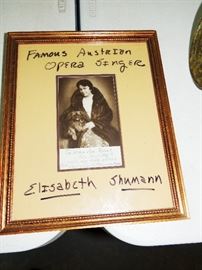 Famous Austrian
Opera Singer
Elisabeth Shumann